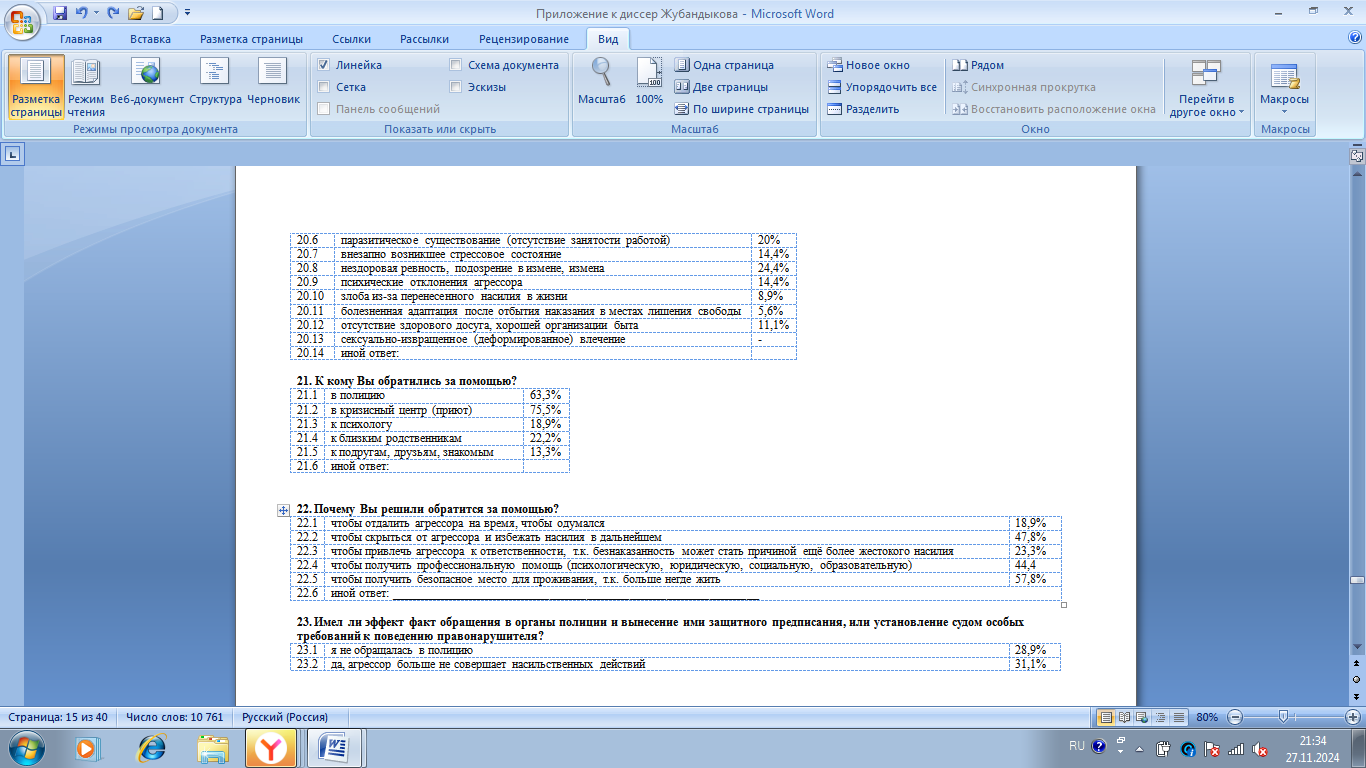 Приложение к диссер Жубандыкова - Microsoft Word
Главная Вставка Разметка страницы Ссылки Рассылки Рецензирование Вид
Разметка страницы
Режим чтения
Веб-документ
Структура
Черновик
Режимы просмотра документа
Линейка
Сетка
Панель сообщений
Схема документа
Эскизы
Показать или скрыть
Масштаб
100
100%
Одна страница
Две страницы
По ширине страницы
Масштаб
Новое окно
Упорядочить все
Разделить
Рядом
Синхронная прокрутка
Восстановить расположение окна
Перейти в другое окно
Окно
Макросы
Макросы
20.6 паразитическое существование (отсутствие занятости работой) 20%
20.7 внезапно возникшее стрессовое состояние 14,4%
20.8 нездоровая ревность, подозрение в измене, измена 24,4%
20.9 психические отклонения агрессора 14,4%
20.10 злоба из-за перенесенного насилия в жизни 8,9%
20.11 болезненная адаптация после отбытия наказания в местах лишения свободы 5,6%
20.12 отсутствие здорового досуга, хорошей организации быта 11,1%
20.13 сексуально-извращенное (деформированное) влечение -
20.14 иной ответ:
21. К кому Вы обратились за помощью?
21.1 в полицию 63,3%
21.2 в кризисный центр (приют) 75,5%
21.3 к психологу 18,9%
21.4 к близким родственникам 22,2%
21.5 к подругам, друзьям, знакомым 13,3%
21.6 иной ответ:
22. Почему Вы решили обратится за помощью?
22.1 чтобы отдалить агрессора на время, чтобы одумался 18,9%
22.2 чтобы скрыться от агрессора и избежать насилия в дальнейшем 47,8%
22.3 чтобы привлечь агрессора к ответственности, т.к. безнаказанность может стать причиной ещё более жестокого насилия 23,3%
22.4 чтобы получить профессиональную помощь (психологическую, юридическую, социальную, образовательную) 44,4
22.5 чтобы получить безопасное место для проживания, т.к. больше негде жить 57,8%
22.6 иной ответ:
23. Имел ли эффект факт обращения в органы полиции и вынесение ими защитного предписания, или установление судом особых
требований к поведению правонарушителя?
23.1 я не обращалась в полицию 28,9%
23.2 да, агрессор больше не совершает насильственных действий 31,1%
Страница: 15 из 40 Число слов: 10 761 Русский (Россия) 80%
RU 21:34
27.11.2024